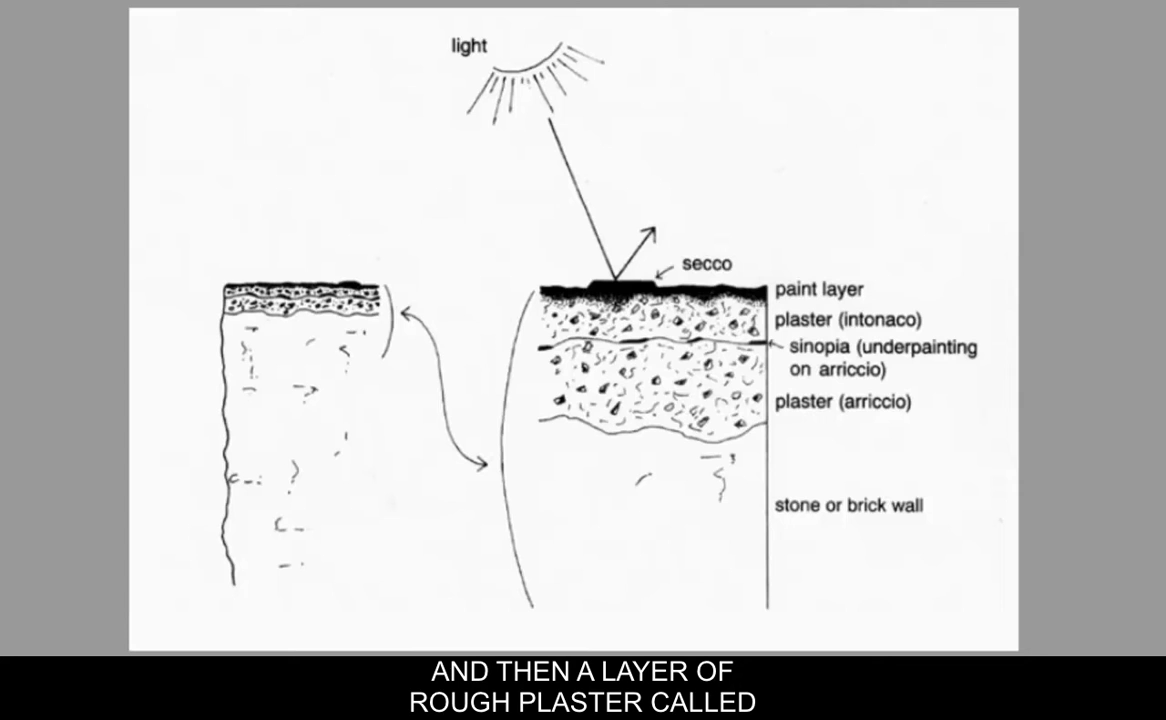 light
secco
paint layer
plaster (intonaco)
sinopia (underpainting
on arriccio)
plaster (arriccio)
stone or brick wall
AND THEN A LAYER OF
ROUGH PLASTER CALLED